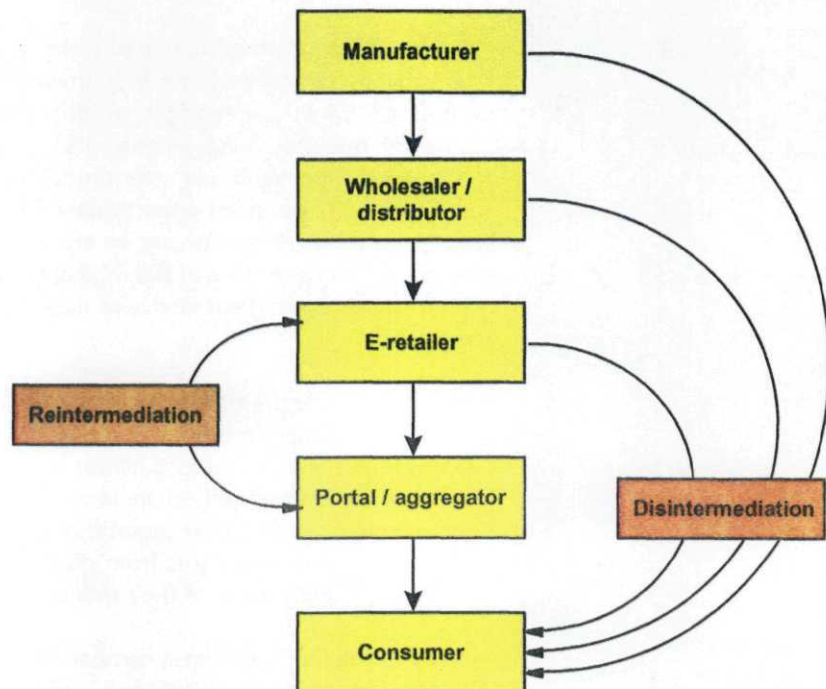 Manufacturer
Wholesaler /
distributor
E-retailer
Reintermediation
Portal / aggregator
Disintermediation
Consumer